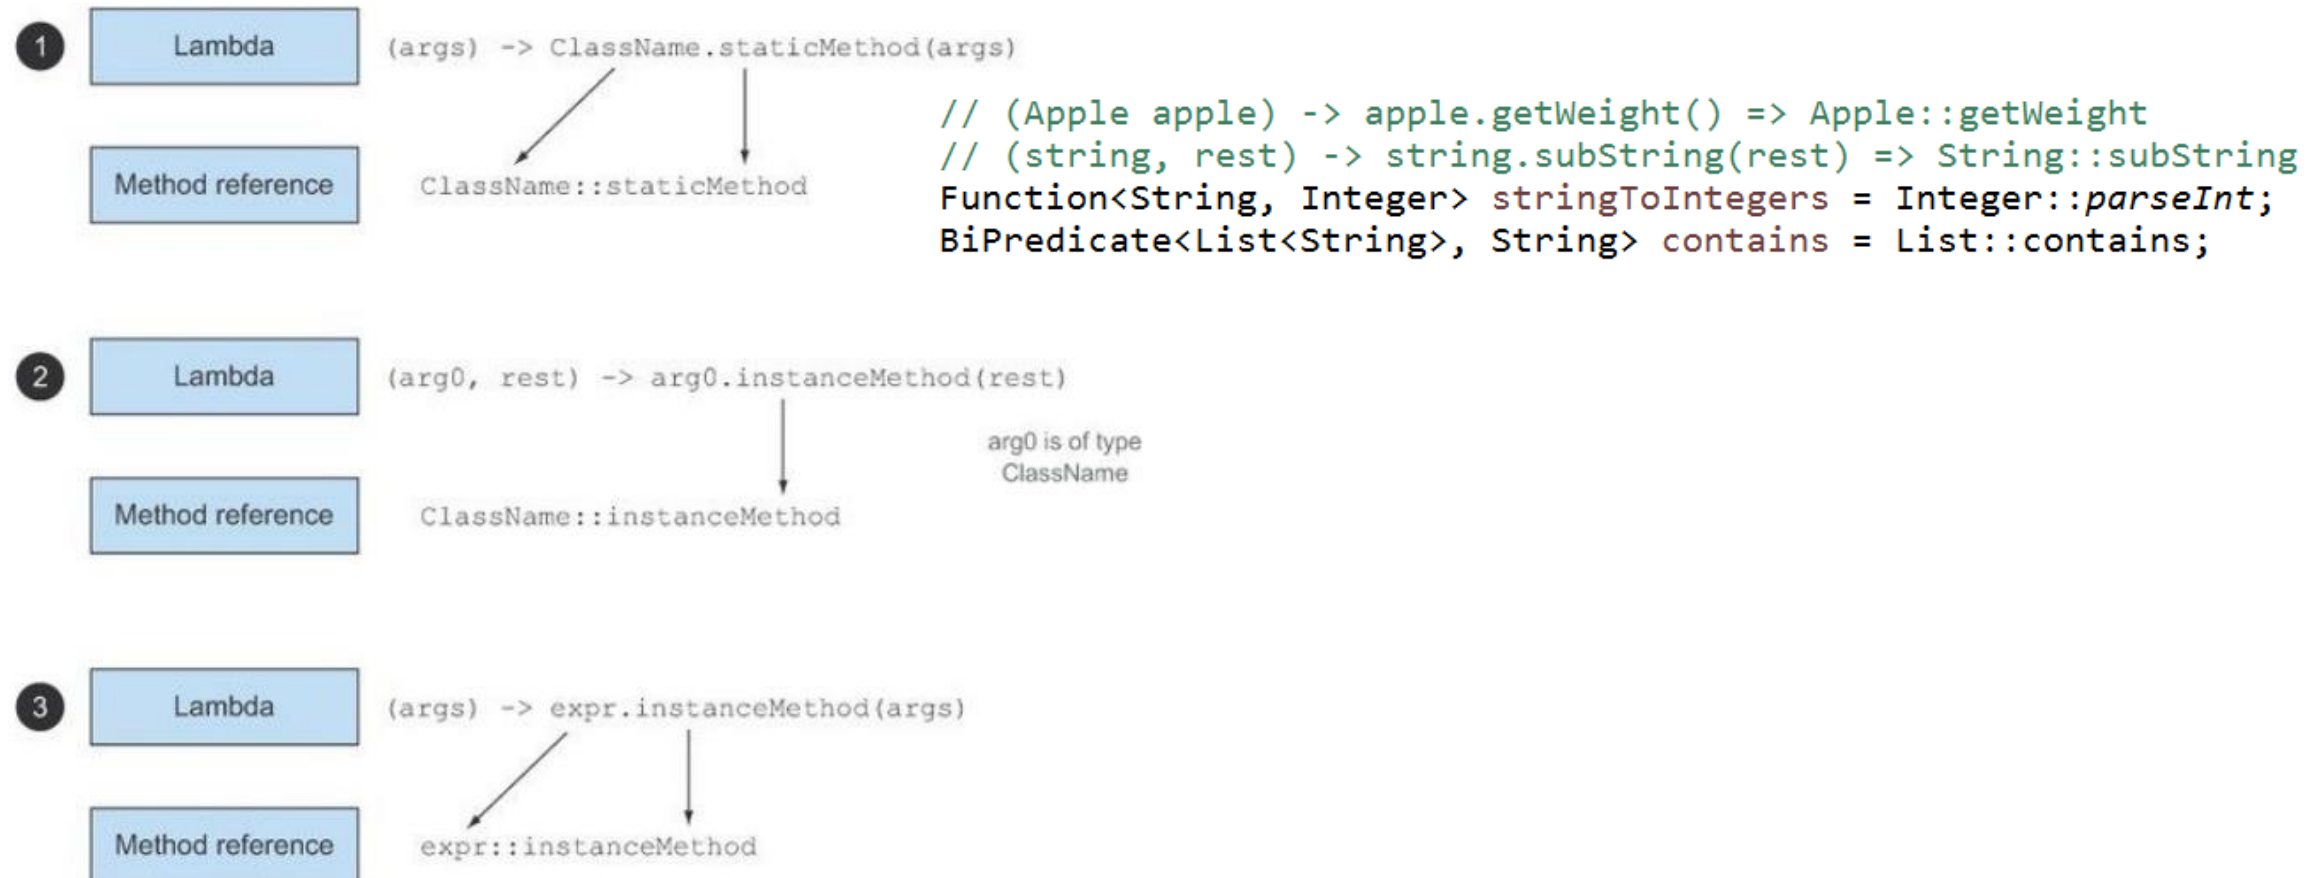 1
Lambda
(args) -> ClassName.staticMethod(args)
Method reference
ClassName::staticMethod
// (Apple apple) -> apple.getWeight() => Apple::getWeight
// (string, rest) -> string.subString(rest) => String::subString
Function<String, Integer> stringToIntegers = Integer::parseInt;
BiPredicate<List<String>, String> contains = List::contains;
2
Lambda
(arg0, rest) -> arg0.instanceMethod(rest)
arg0 is of type
ClassName
Method reference
ClassName::instanceMethod
3
Lambda
(args) -> expr.instanceMethod(args)
Method reference
expr::instanceMethod